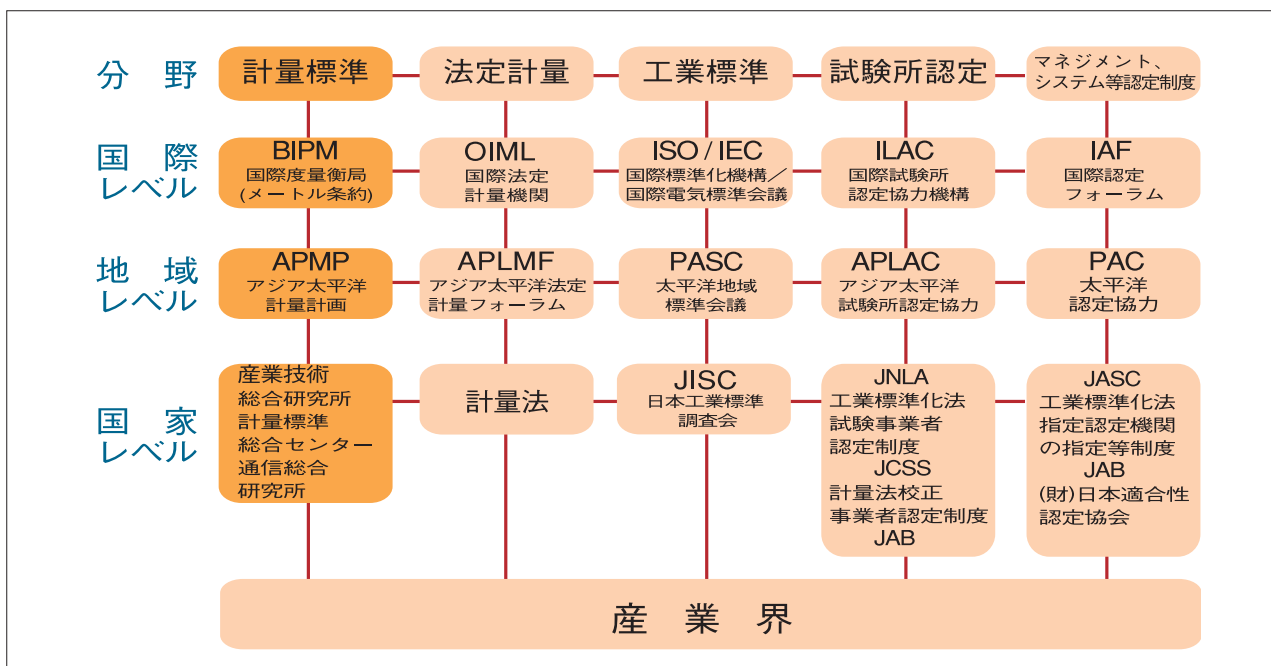 分野
計量標準
法定計量
工業標準
試験所認定
マネジメント、
システム等認定制度
国際
レベル
BIPM
国際度量衡局
(メートル条約)
OIML
国際法定
計量機関
ISO / IEC
国際標準化機構／
国際電気標準会議
ILAC
国際試験所
認定協力機構
IAF
国際認定
フォーラム
地域
レベル
APMP
アジア太平洋
計量計画
APLMF
アジア太平洋法定
計量フォーラム
PASC
太平洋地域
標準会議
APLAC
アジア太平洋
試験所認定協力
PAC
太平洋
認定協力
国家
レベル
産業技術
総合研究所
計量標準
総合センター
通信総合
研究所
計量法
JISC
日本工業標準
調査会
JNLA
工業標準化法
試験事業者
認定制度
JCSS
計量法校正
事業者認定制度
JAB
JASC
工業標準化法
指定認定機関
の指定等制度
JAB
(財)日本適合性
認定協会
産業界